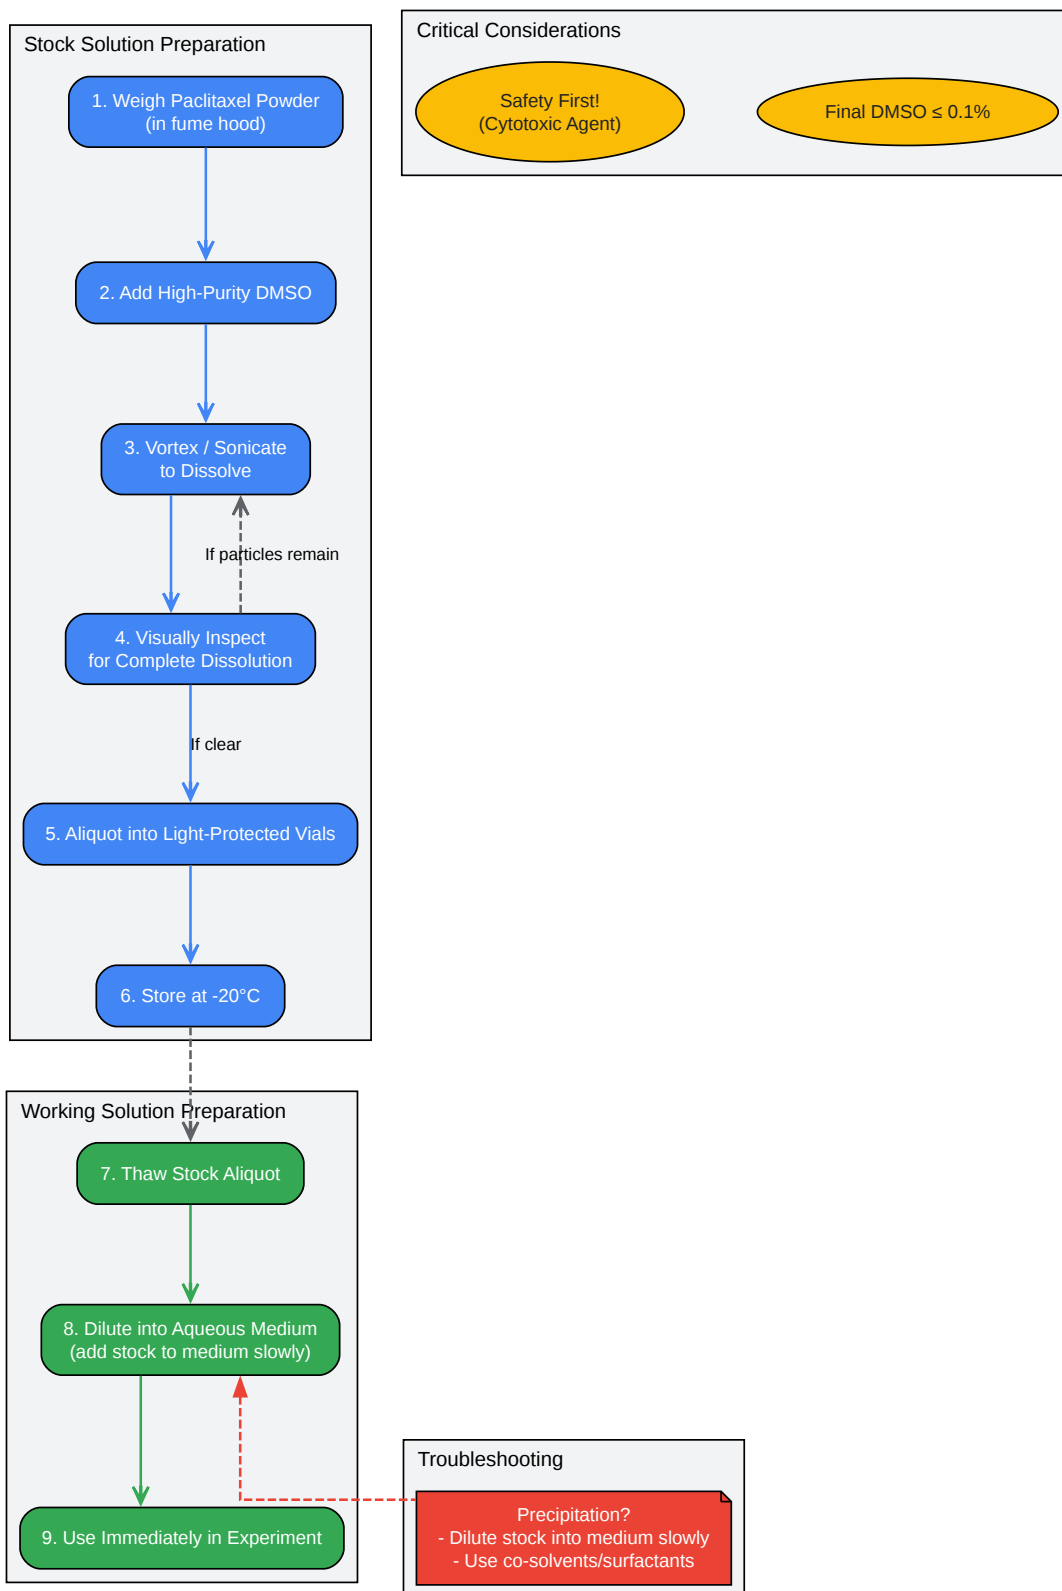 Stock Solution Preparation
1. Weigh Paclitaxel Powder
(in fume hood)
2. Add High-Purity DMSO
3. Vortex / Sonicate
to Dissolve
If particles remain
4. Visually Inspect
for Complete Dissolution
If clear
5. Aliquot into Light-Protected Vials
6. Store at -20°C
Critical Considerations
Safety First!
(Cytotoxic Agent)
Final DMSO ≤ 0.1%
Working Solution Preparation
7. Thaw Stock Aliquot
8. Dilute into Aqueous Medium
(add stock to medium slowly)
9. Use Immediately in Experiment
Troubleshooting
Precipitation?
- Dilute stock into medium slowly
- Use co-solvents/surfactants